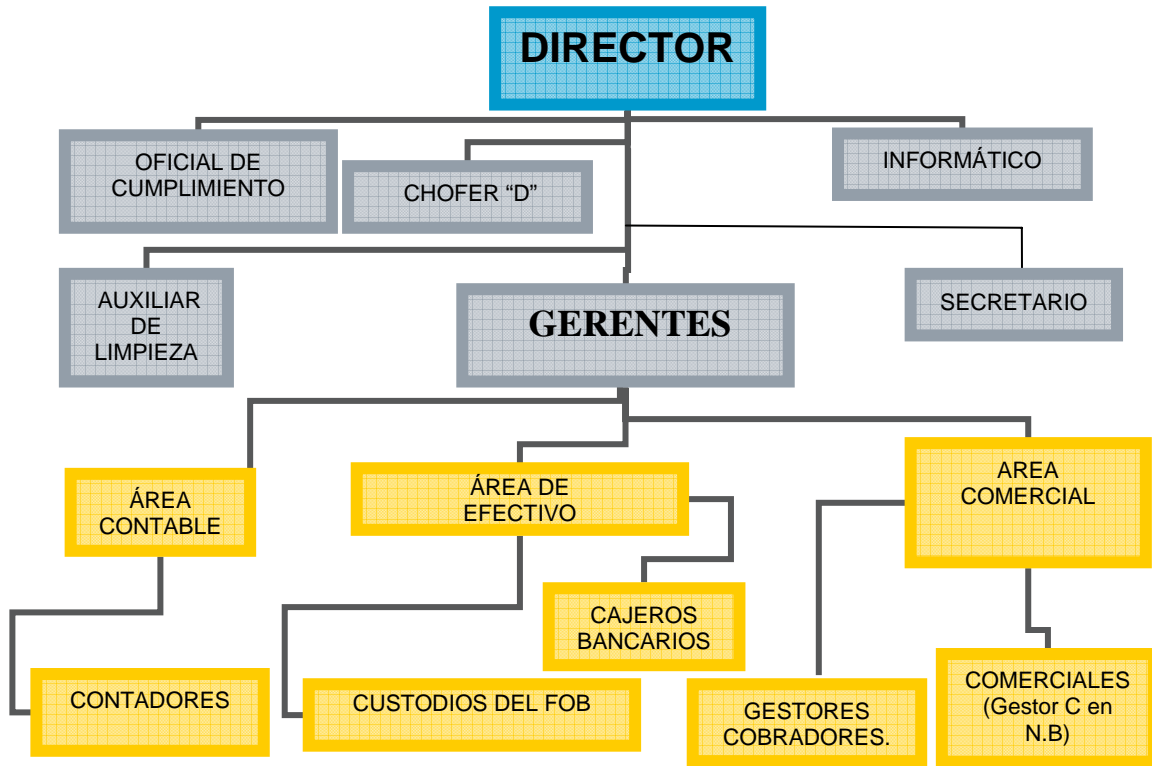 DIRECTOR
OFICIAL DE
CUMPLIMIENTO
CHOFER “D”
INFORMÁTICO
AUXILIAR
DE
LIMPIEZA
GERENTES
SECRETARIO
ÁREA
CONTABLE
ÁREA DE
EFECTIVO
AREA
COMERCIAL
CAJEROS
BANCARIOS
CONTADORES
CUSTODIOS DEL FOB
GESTORES
COBRADORES.
COMERCIALES
(Gestor C en
N.B)